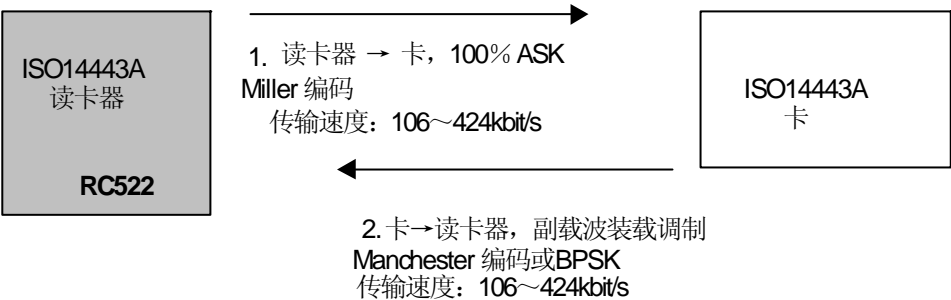 ISO14443A
读卡器
RC522
1. 读卡器 → 卡，100% ASK
Miller 编码
传输速度：106～424kbit/s
ISO14443A
卡
2.卡→读卡器，副载波装载调制
Manchester 编码或BPSK
传输速度：106～424kbit/s